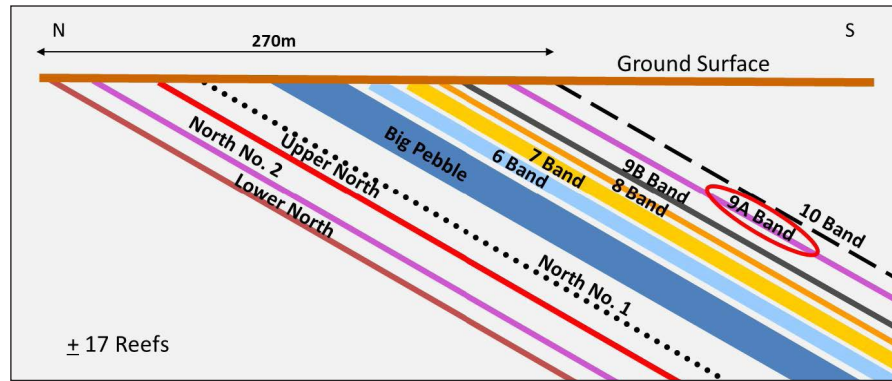 N
S
270m
Ground Surface
North No. 2
Upper North
Lower North
Big Pebble
6 Band
7 Band
8 Band
9B Band
9A Band
10 Band
North No. 1
± 17 Reefs